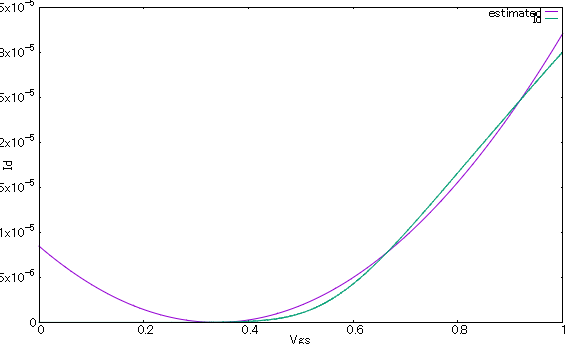 estimated
Id
5x10⁻⁵
3x10⁻⁵
5x10⁻⁵
2x10⁻⁵
5x10⁻⁵
1x10⁻⁵
5x10⁻⁶
0
Id
0 0.2 0.4 0.6 0.8 1
Vgs